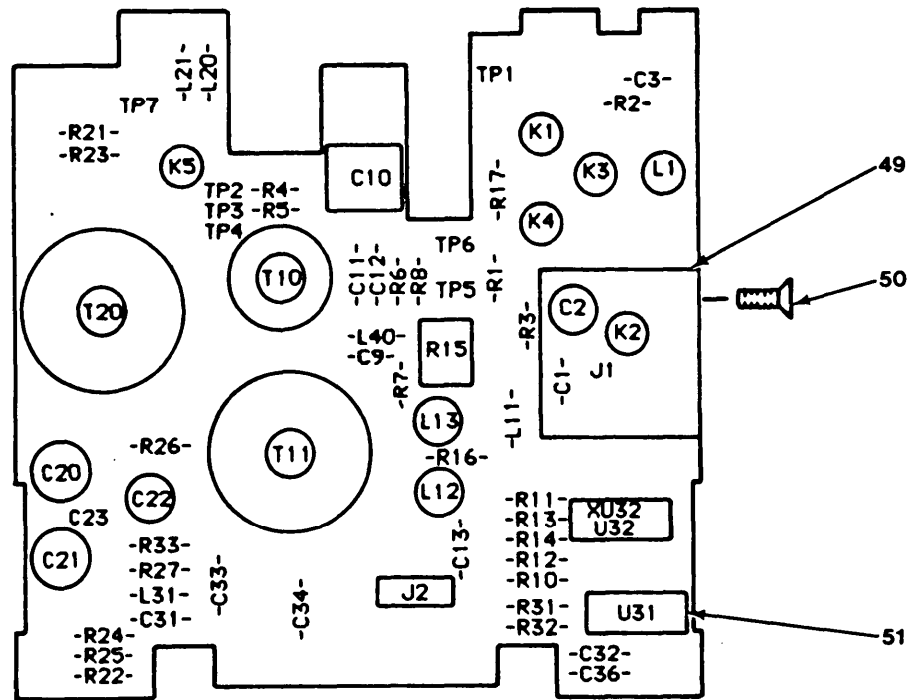 -L21-
-L20-
TP7
-R21-
-R23-
K5
TP2 -R4-
TP3 -R5-
TP4
C10
T10
T20
-C11-
-C12-
-R6-
-R8-
TP6
TP5
-L40-
-C9-
R15
-R7-
L13
-R16-
L12
T11
-R26-
C20
C22
C23
C21
-R33-
-R27-
-L31-
-C31-
-R24-
-R25-
-R22-
-C33-
-C34-
J2
-C13-
TP1
-C3-
-R2-
K1
K3
L1
K4
-R17-
-R1-
-R3-
C2
K2
-C1-
J1
-L11-
-R11-
-R13-
-R14-
-R12-
-R10-
-R31-
-R32-
XU32
U32
U31
-C32-
-C36-
49
50
51